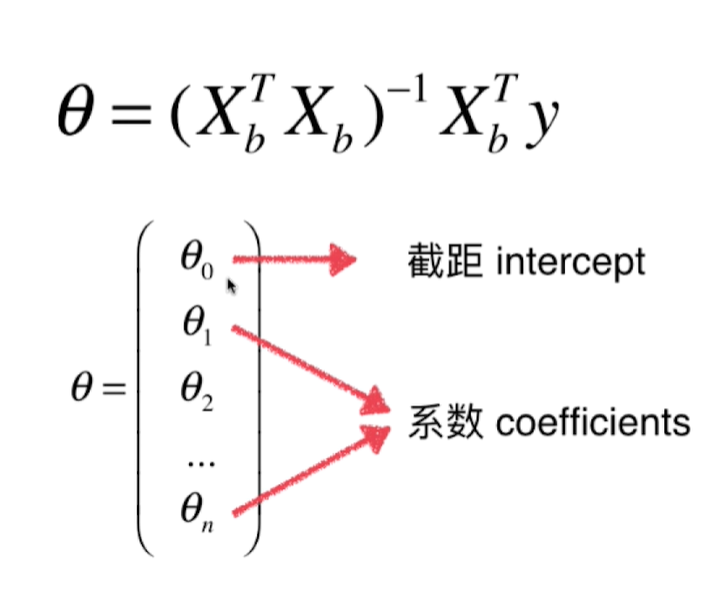 θ = (X_b^T X_b)^{-1} X_b^T y
θ_0 截距 intercept
θ_1
θ = θ_2
系数 coefficients
...
θ_n